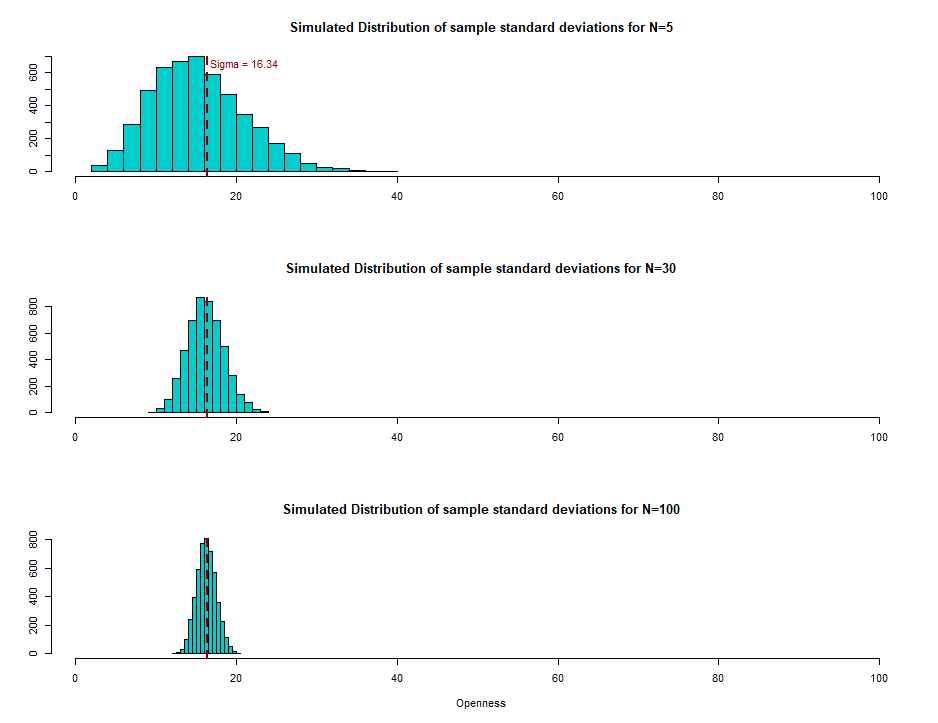 Simulated Distribution of sample standard deviations for N=5
Sigma = 16.34
600
400
200
0
0 20 40 60 80 100
Simulated Distribution of sample standard deviations for N=30
800
600
400
200
0
0 20 40 60 80 100
Simulated Distribution of sample standard deviations for N=100
800
600
400
200
0
0 20 40 60 80 100
Openness